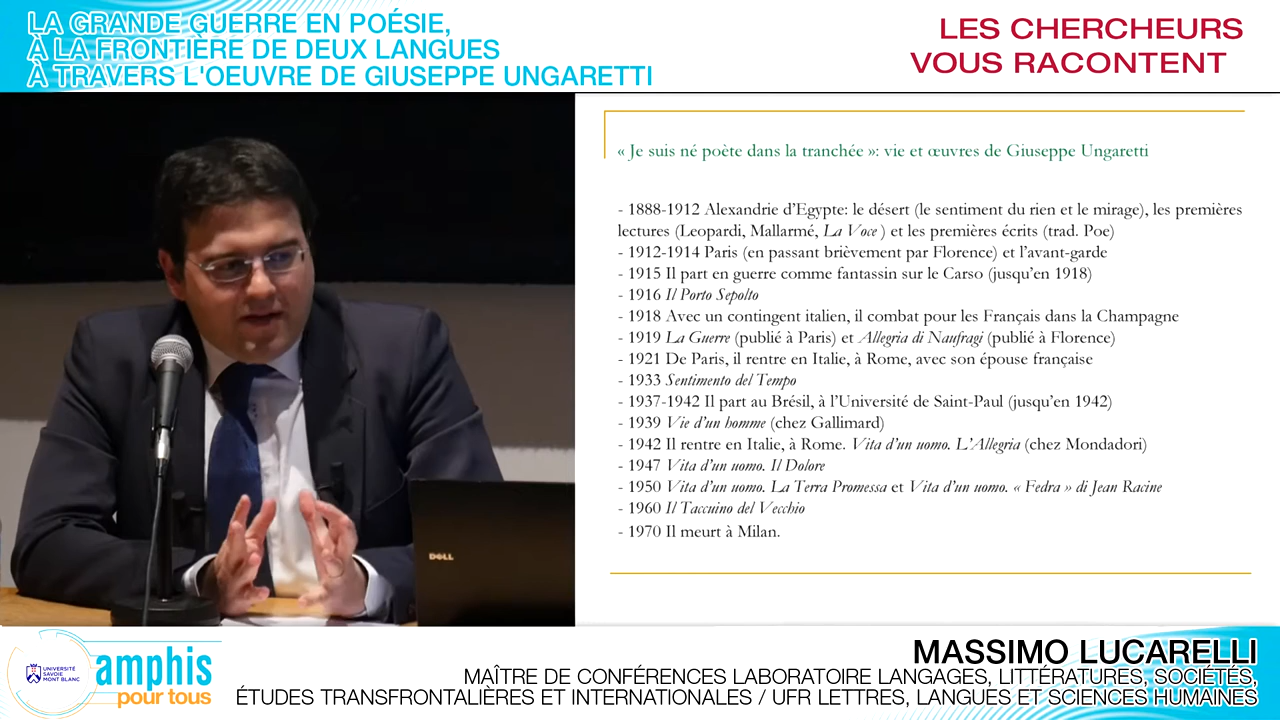 LA GRANDE GUERRE EN POÉSIE,
À LA FRONTIÈRE DE DEUX LANGUES
À TRAVERS L'OEUVRE DE GIUSEPPE UNGARETTI
LES CHERCHEURS
VOUS RACONTENT
« Je suis né poète dans la tranchée »: vie et œuvres de Giuseppe Ungaretti
- 1888-1912 Alexandrie d'Egypte: le désert (le sentiment du rien et le mirage), les premières
lectures (Leopardi, Mallarmé, La Voce ) et les premières écrits (trad. Poe)
- 1912-1914 Paris (en passant brièvement par Florence) et l'avant-garde
- 1915 Il part en guerre comme fantassin sur le Carso (jusqu'en 1918)
- 1916 Il Porto Sepolto
- 1918 Avec un contingent italien, il combat pour les Français dans la Champagne
- 1919 La Guerre (publié à Paris) et Allegria di Naufragi (publié à Florence)
- 1921 De Paris, il rentre en Italie, à Rome, avec son épouse française
- 1933 Sentimento del Tempo
- 1937-1942 Il part au Brésil, à l'Université de Saint-Paul (jusqu'en 1942)
- 1939 Vie d'un homme (chez Gallimard)
- 1942 Il rentre en Italie, à Rome. Vita d'un uomo. L'Allegria (chez Mondadori)
- 1947 Vita d'un uomo. Il Dolore
- 1950 Vita d'un uomo. La Terra Promessa et Vita d'un uomo. « Fedra » di Jean Racine
- 1960 Il Taccuino del Vecchio
- 1970 Il meurt à Milan.
DELL
UNIVERSITÉ
SAVOIE
MONT BLANC
amphis
pour tous
MASSIMO LUCARELLI
MAÎTRE DE CONFÉRENCES LABORATOIRE LANGAGES, LITTÉRATURES, SOCIÉTÉS,
ÉTUDES TRANSFRONTALIÈRES ET INTERNATIONALES / UFR LETTRES, LANGUES ET SCIENCES HUMAINES